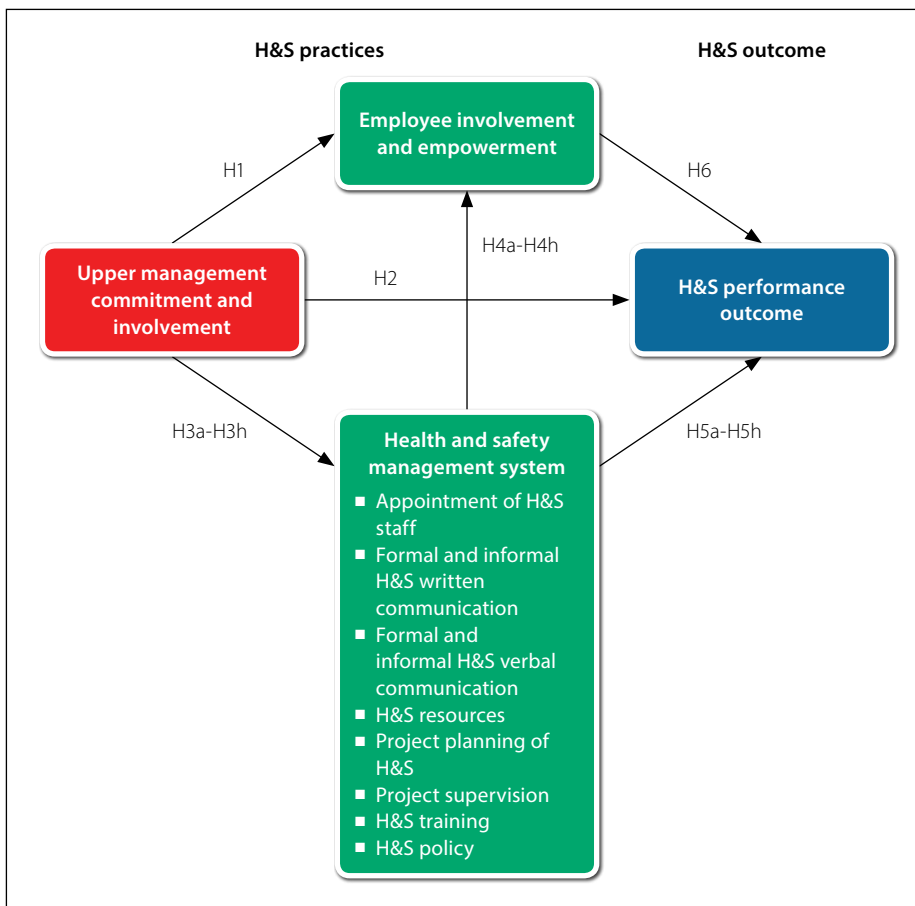 H&S practices
H&S outcome
Employee involvement
and empowerment
H1
H6
H4a-H4h
Upper management
commitment and
involvement
H2
H&S performance
outcome
H3a-H3h
H5a-H5h
Health and safety
management system
▪ Appointment of H&S
staff
▪ Formal and informal
H&S written
communication
▪ Formal and
informal H&S verbal
communication
▪ H&S resources
▪ Project planning of
H&S
▪ Project supervision
▪ H&S training
▪ H&S policy